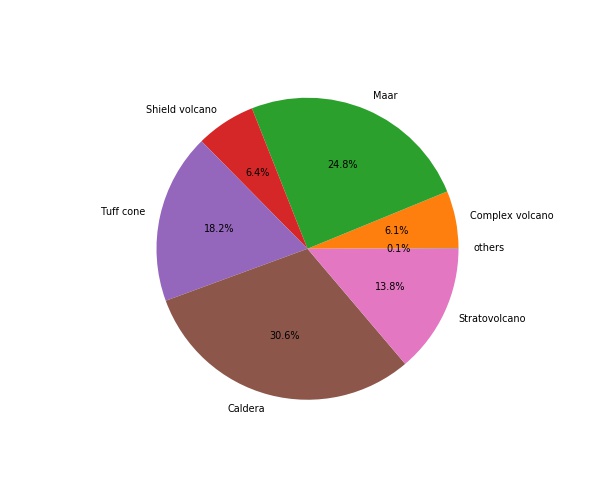 Maar
Shield volcano
24.8%
6.4%
Tuff cone
18.2%
Complex volcano
6.1%
0.1%
others
13.8%
Stratovolcano
30.6%
Caldera